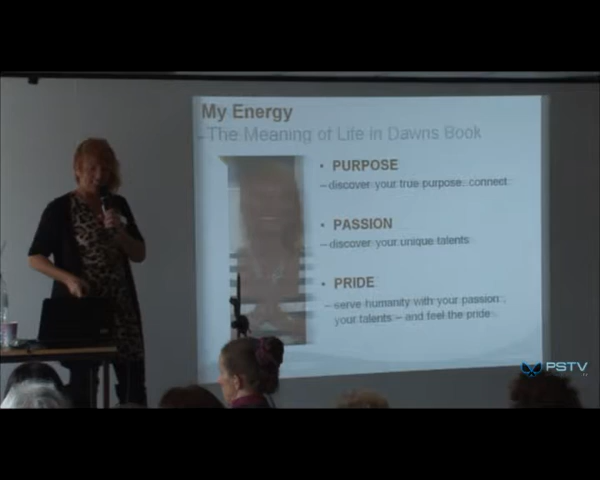 My Energy
-The Meaning of Life in Dawns Book
• PURPOSE
– discover your true purpose, connect
• PASSION
– discover your unique talents
• PRIDE
– serve humanity with your passion,
your talents – and feel the pride
PSTV